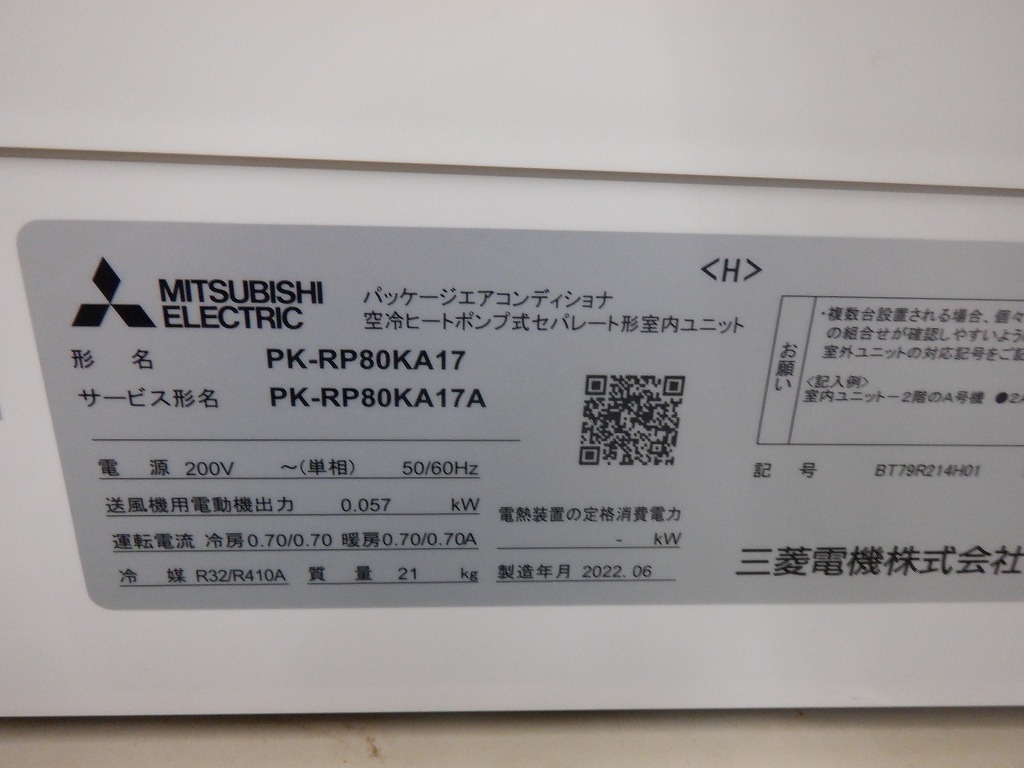 <H>
MITSUBISHI
ELECTRIC
パッケージエアコンディショナ
空冷ヒートポンプ式セパレート形室内ユニット
形 名 PK-RP80KA17
サービス形名 PK-RP80KA17A
電 源 200V ～(単相) 50/60Hz
送風機用電動機出力 0.057 kW
運転電流 冷房0.70/0.70 暖房0.70/0.70A
冷 媒 R32/R410A 質 量 21 kg
電熱装置の定格消費電力
- kW
製造年月 2022.06
お願い
・複数台設置される場合、個々
の組合せが確認しやすいよう
室外ユニットの対応記号をご記
〈記入例〉
室内ユニットー2階のA号機 ●2A
記 号 BT79R214H01
三菱電機株式会社